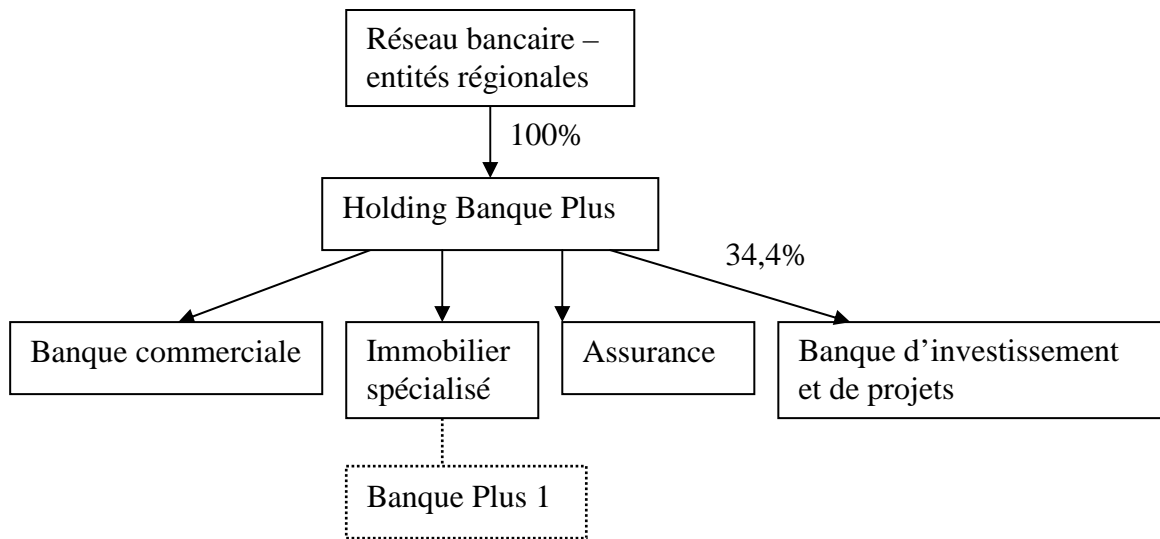 Réseau bancaire –
entités régionales
100%
Holding Banque Plus
34,4%
Banque commerciale
Immobilier
spécialisé
Assurance
Banque d’investissement
et de projets
Banque Plus 1